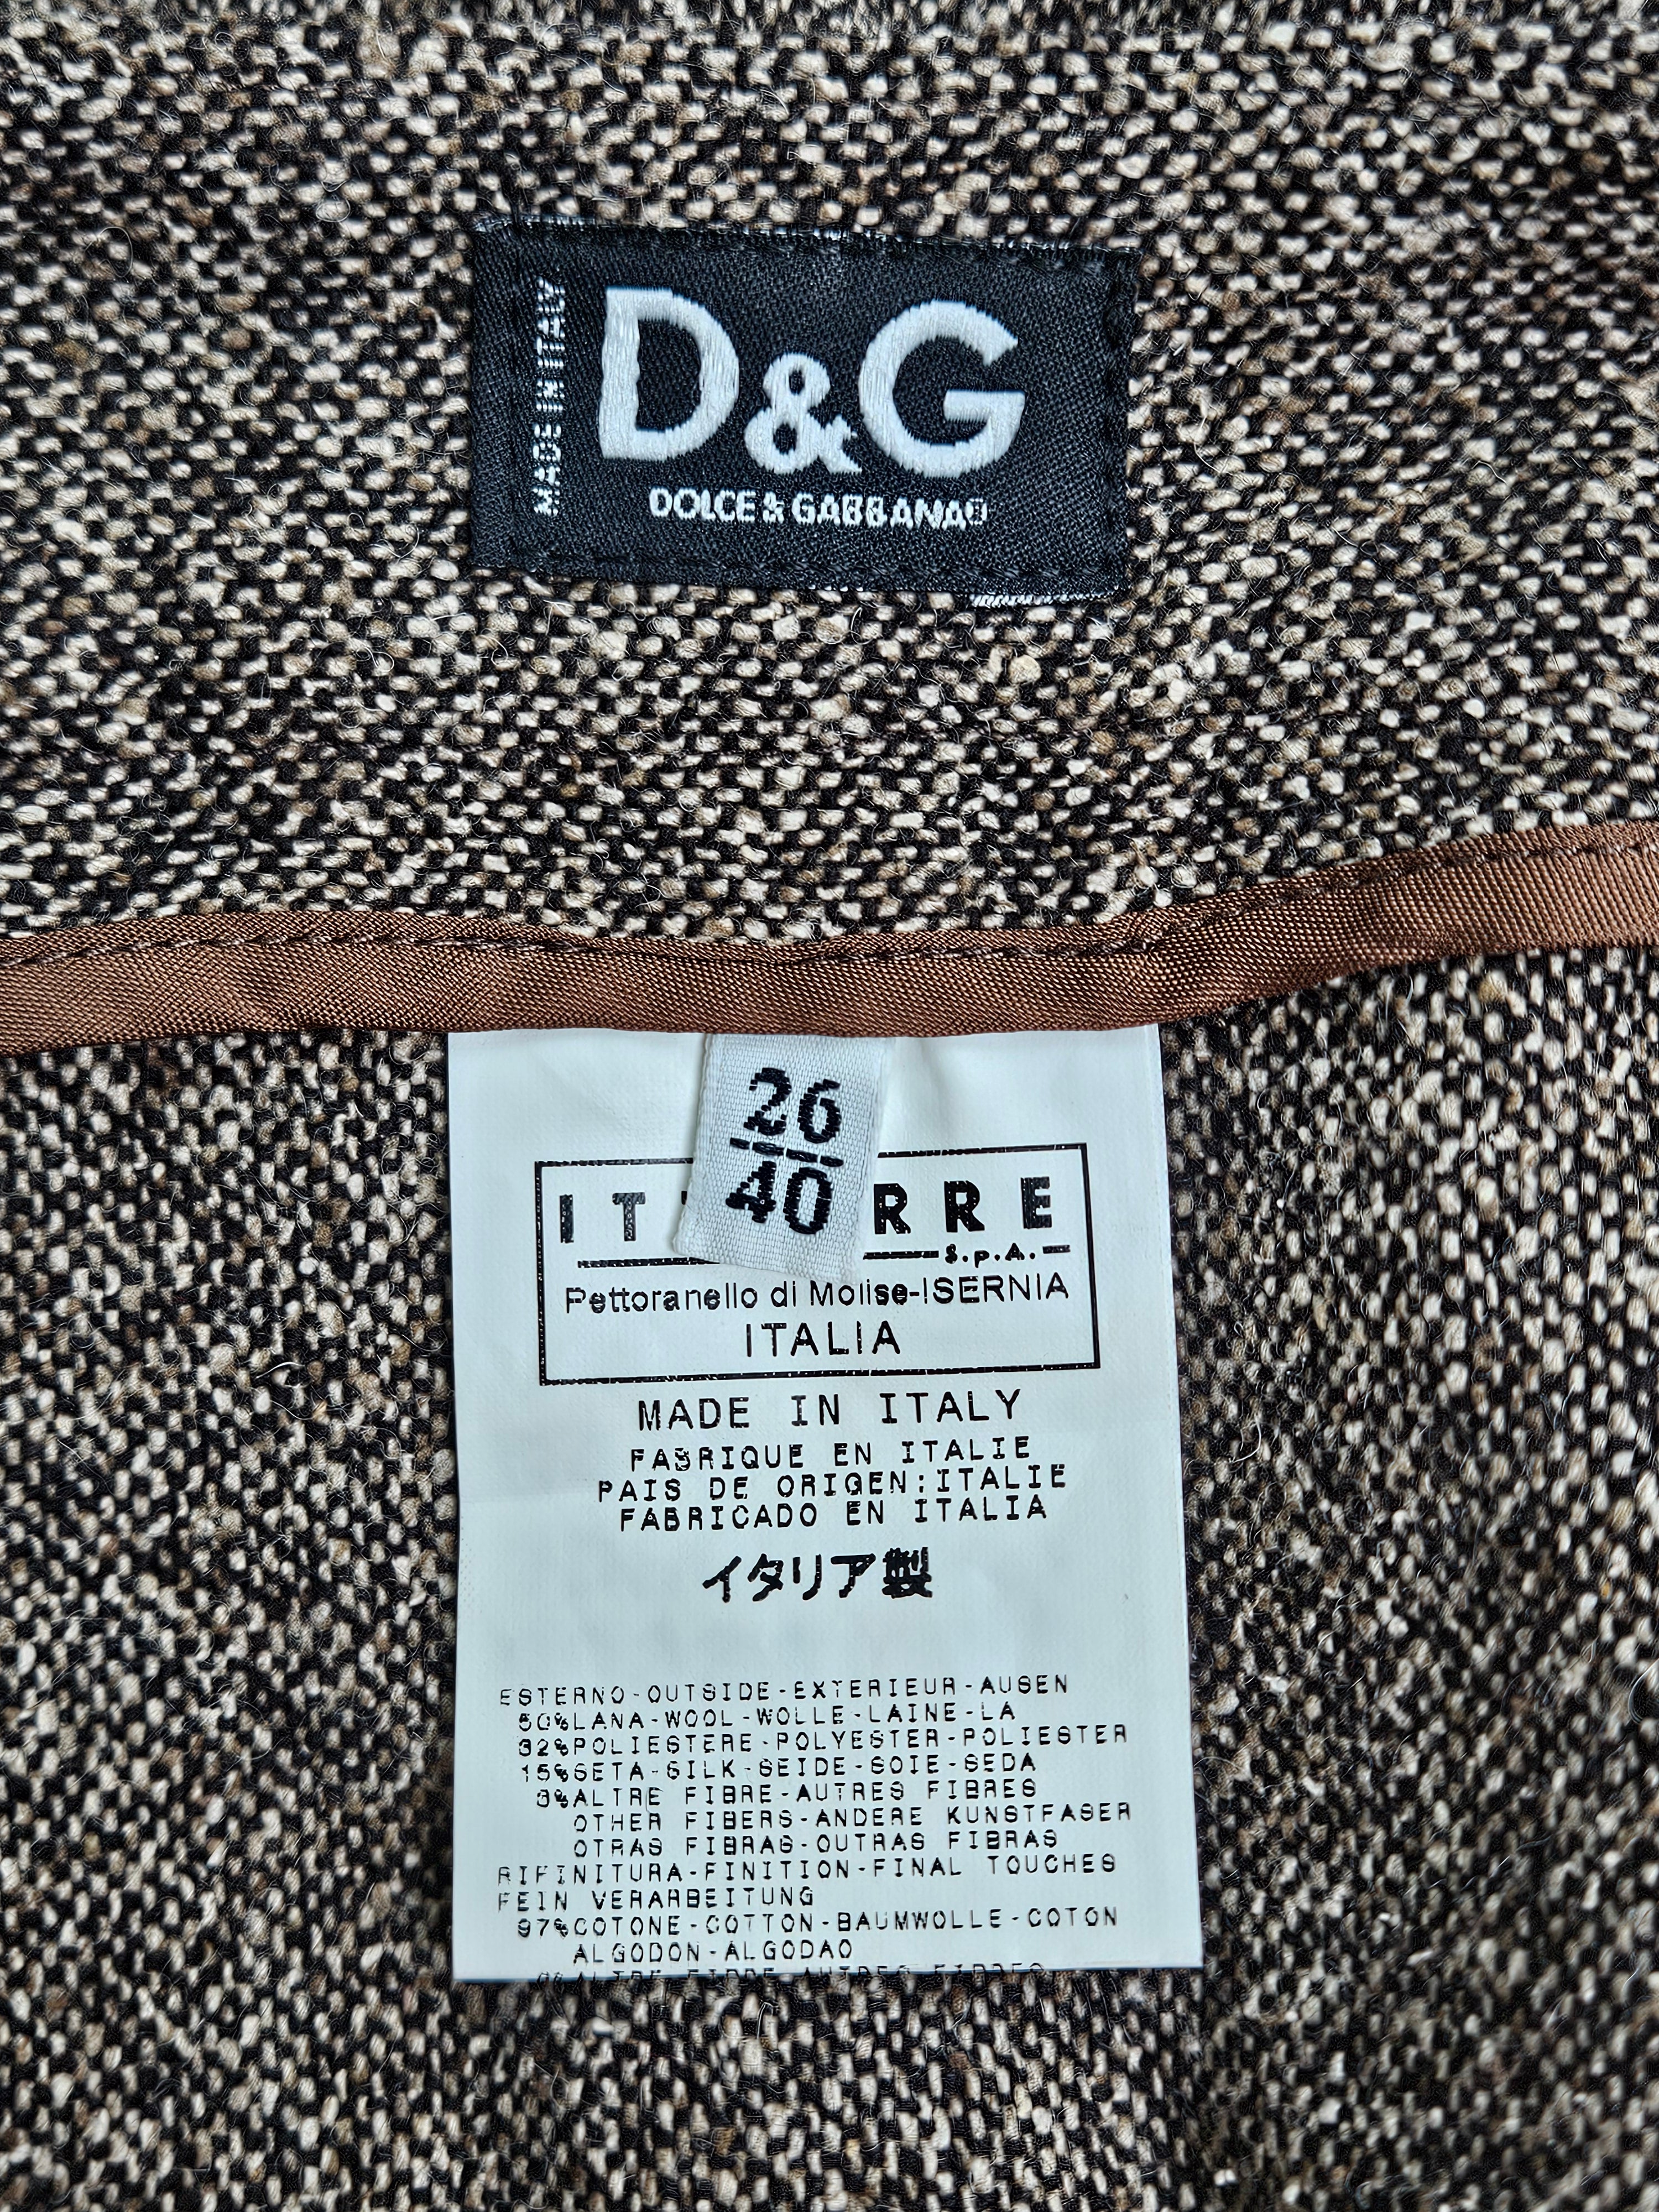 MADE IN ITALY
D&G
DOLCE & GABBANA®
26
40
IT RRE
S.p.A.
Pettoranello di Molise-ISERNIA
ITALIA
MADE IN ITALY
FABRIQUE EN ITALIE
PAIS DE ORIGEN:ITALIE
FABRICADO EN ITALIA
イタリア製
ESTERNO-OUTSIDE-EXTERIEUR-AUSEN
50%LANA-WOOL-WOLLE-LAINE-LA
32%POLIESTERE-POLYESTER-POLIESTER
15%SETA-SILK-SEIDE-SOIE-SEDA
3%ALTRE FIBRE-AUTRES FIBRES
OTHER FIBERS-ANDERE KUNSTFASER
OTRAS FIBRAS-OUTRAS FIBRAS
RIFINITURA-FINITION-FINAL TOUCHES
FEIN VERARBEITUNG
97%COTONE-COTTON-BAUMWOLLE-COTON
ALGODON-ALGODAO
ALTRE FIBRE-AUTRES FIBRES